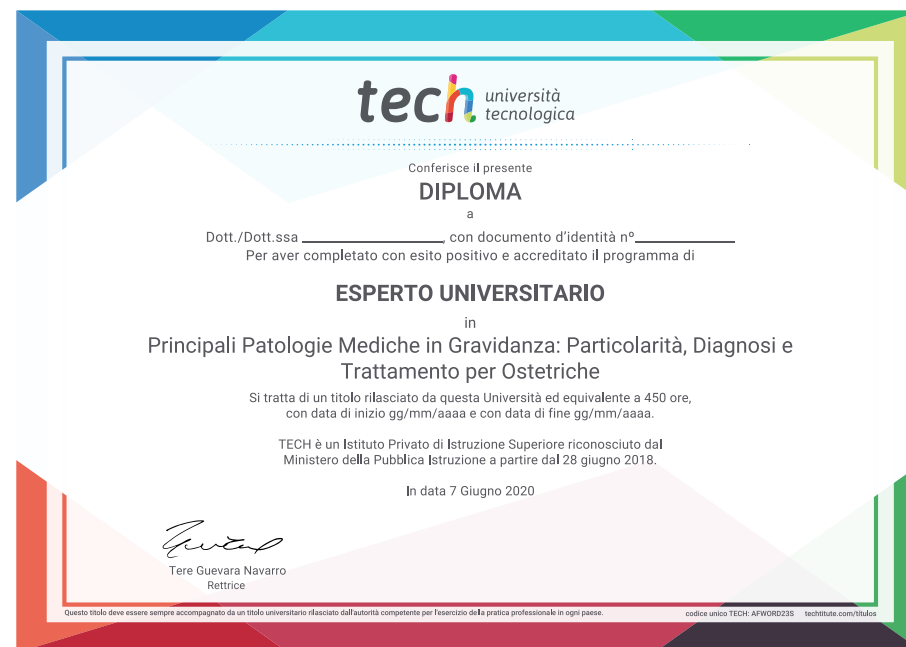 tech università
tecnologica
Conferisce il presente
DIPLOMA
a
Dott./Dott.ssa ____________________, con documento d'identità nº______________
Per aver completato con esito positivo e accreditato il programma di
ESPERTO UNIVERSITARIO
in
Principali Patologie Mediche in Gravidanza: Particolarità, Diagnosi e
Trattamento per Ostetriche
Si tratta di un titolo rilasciato da questa Università ed equivalente a 450 ore,
con data di inizio gg/mm/aaaa e con data di fine gg/mm/aaaa.
TECH è un Istituto Privato di Istruzione Superiore riconosciuto dal
Ministero della Pubblica Istruzione a partire dal 28 giugno 2018.
In data 7 Giugno 2020
Tere Guevara Navarro
Rettrice
Questo titolo deve essere sempre accompagnato da un titolo universitario rilasciato dall'autorità competente per l'esercizio della pratica professionale in ogni paese. codice unico TECH: AFWORD23S techtitute.com/titulos